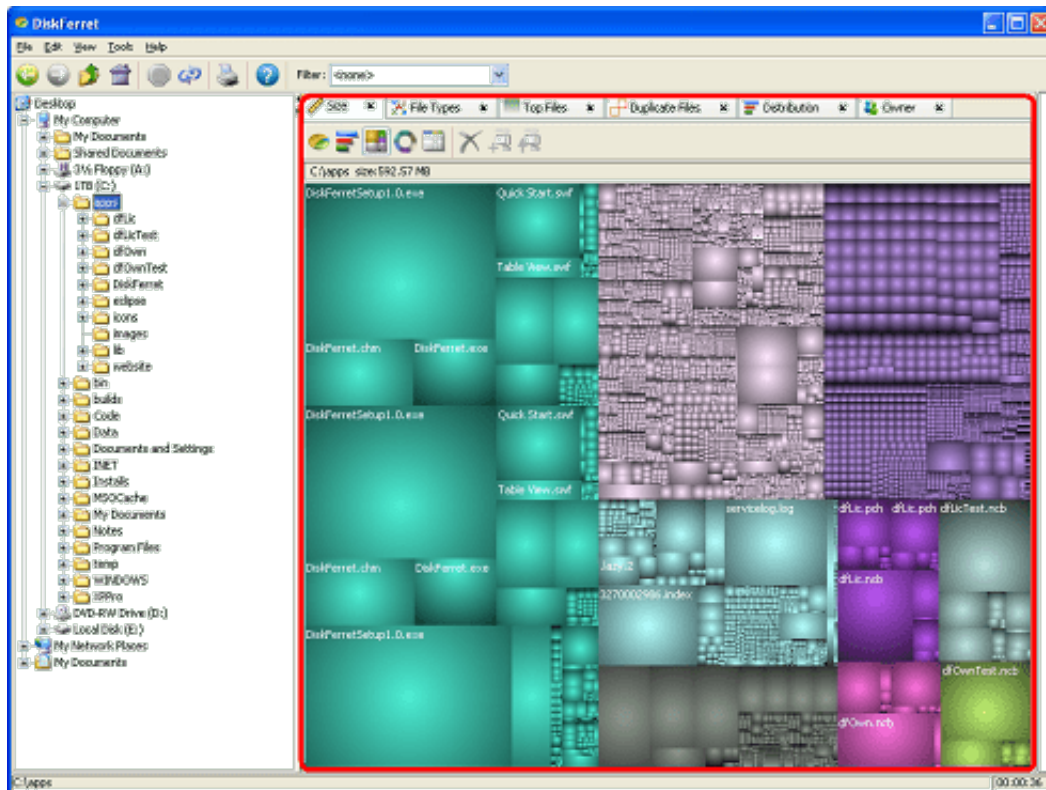 DiskFerret
File Edit View Tools Help
Filter: <none>
Desktop
My Computer
My Documents
Shared Documents
3½ Floppy (A:)
1TB (C:)
apps
dfLic
dfLicTest
dfOwn
dfOwnTest
DiskFerret
eclipse
icons
images
lib
website
bin
builds
Code
Data
Documents and Settings
INET
Installs
MSOCache
My Documents
Notes
Program Files
temp
WINDOWS
XPPro
DVD-RW Drive (D:)
Local Disk (E:)
My Network Places
My Documents
Size File Types Top Files Duplicate Files Distribution Owner
C:\apps size:592.57 MB
DiskFerretSetup1.0.exe Quick Start.swf
Table View.swf
DiskFerret.chm DiskFerret.exe
DiskFerretSetup1.0.exe Quick Start.swf
Table View.swf
servicelog.log dfLic.pch dfLic.pch dfLicTest.ncb
DiskFerret.chm DiskFerret.exe
dfLic.ncb
3270002986.index
DiskFerretSetup1.0.exe
dfOwnTest.ncb
dfOwn.ncb
C:\apps
00:00:36